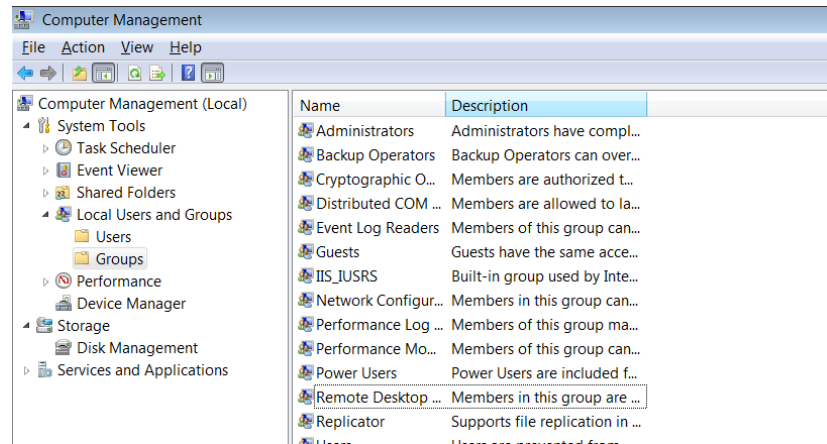 Computer Management
File Action View Help
Computer Management (Local)
System Tools
Task Scheduler
Event Viewer
Shared Folders
Local Users and Groups
Users
Groups
Performance
Device Manager
Storage
Disk Management
Services and Applications
Name Description
Administrators Administrators have compl...
Backup Operators Backup Operators can over...
Cryptographic O... Members are authorized t...
Distributed COM ... Members are allowed to la...
Event Log Readers Members of this group can...
Guests Guests have the same acce...
IIS_IUSRS Built-in group used by Inte...
Network Configur... Members in this group can...
Performance Log ... Members of this group ma...
Performance Mo... Members of this group can...
Power Users Power Users are included f...
Remote Desktop ... Members in this group are ...
Replicator Supports file replication in ...
Users Users are prevented from